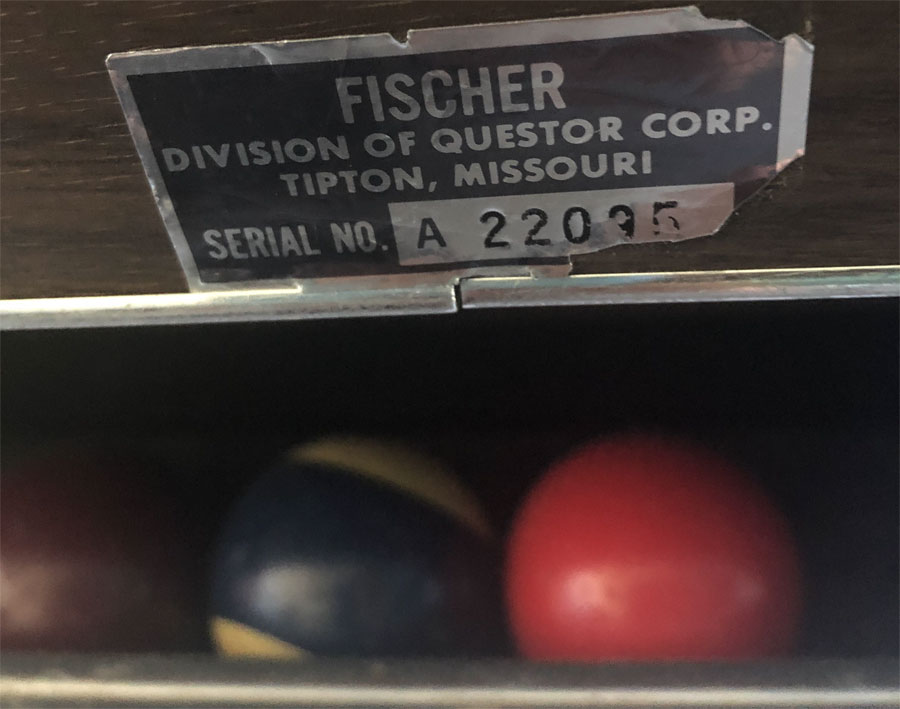 FISCHER
DIVISION OF QUESTOR CORP.
TIPTON, MISSOURI
SERIAL NO. A 22095